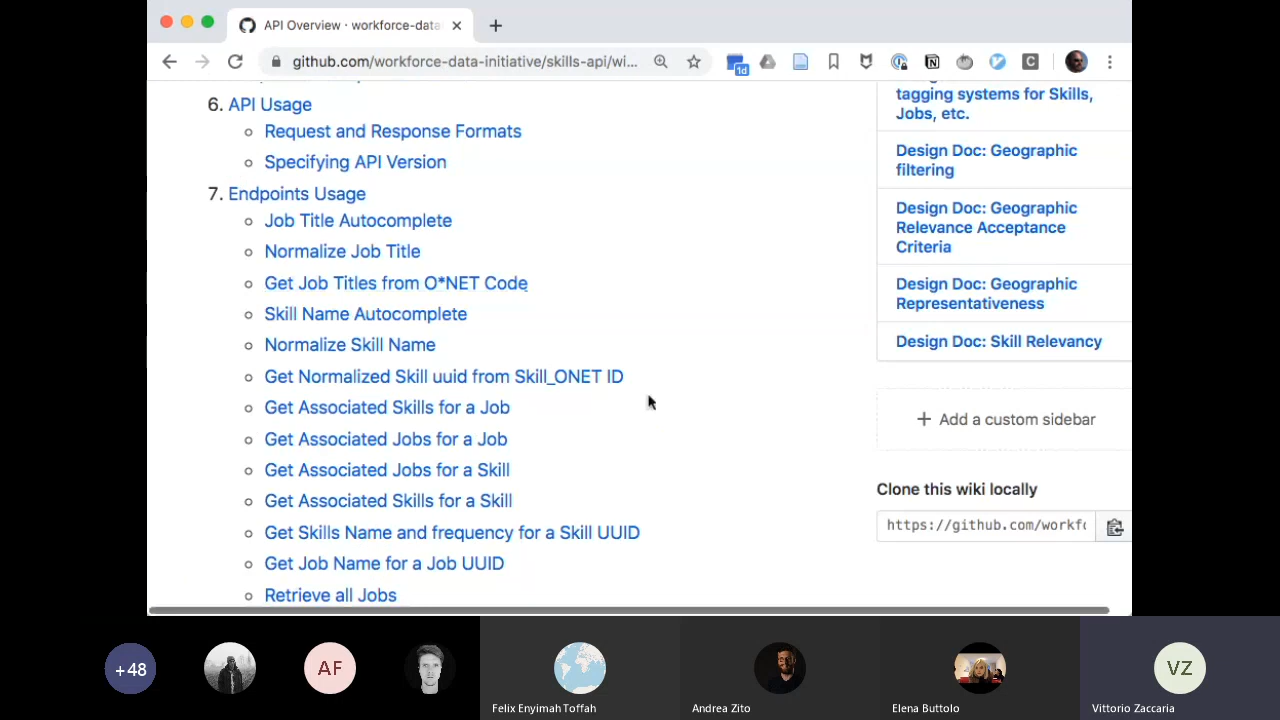 API Overview · workforce-data
github.com/workforce-data-initiative/skills-api/wi...
1d
C
6. API Usage
Request and Response Formats
Specifying API Version
7. Endpoints Usage
Job Title Autocomplete
Normalize Job Title
Get Job Titles from O*NET Code
Skill Name Autocomplete
Normalize Skill Name
Get Normalized Skill uuid from Skill_ONET ID
Get Associated Skills for a Job
Get Associated Jobs for a Job
Get Associated Jobs for a Skill
Get Associated Skills for a Skill
Get Skills Name and frequency for a Skill UUID
Get Job Name for a Job UUID
Retrieve all Jobs
tagging systems for Skills,
Jobs, etc.
Design Doc: Geographic
filtering
Design Doc: Geographic
Relevance Acceptance
Criteria
Design Doc: Geographic
Representativeness
Design Doc: Skill Relevancy
+ Add a custom sidebar
Clone this wiki locally
https://github.com/workfo
+48
AF
VZ
Felix Enyimah Toffah
Andrea Zito
Elena Buttolo
Vittorio Zaccaria